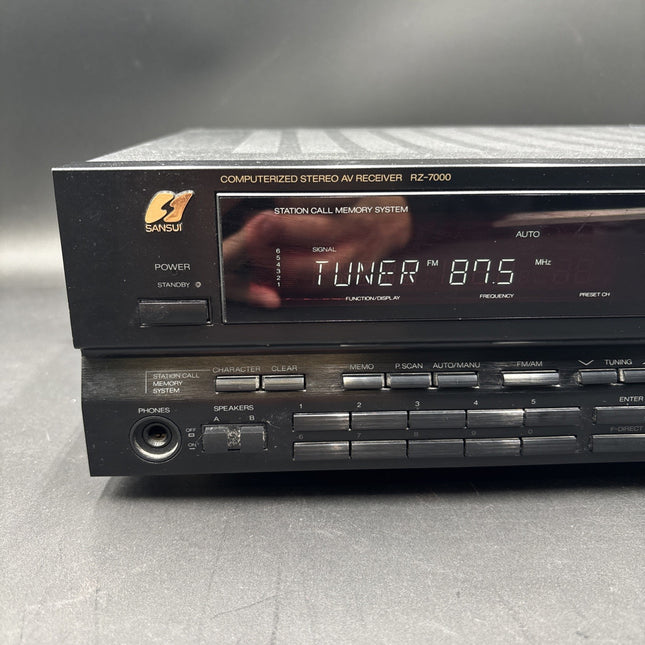 COMPUTERIZED STEREO AV RECEIVER RZ-7000
SANSUI
STATION CALL MEMORY SYSTEM
AUTO
SIGNAL
6
5
4
3
2
1
TUNER FM 87.5 MHz
FUNCTION/DISPLAY FREQUENCY PRESET CH
POWER
STANDBY
STATION CALL
MEMORY
SYSTEM
CHARACTER CLEAR MEMO P.SCAN AUTO/MANU FM/AM TUNING
PHONES
SPEAKERS
A B
OFF
ON
1 2 3 4 5 ENTER
6 7 8 9 0 F-DIRECT